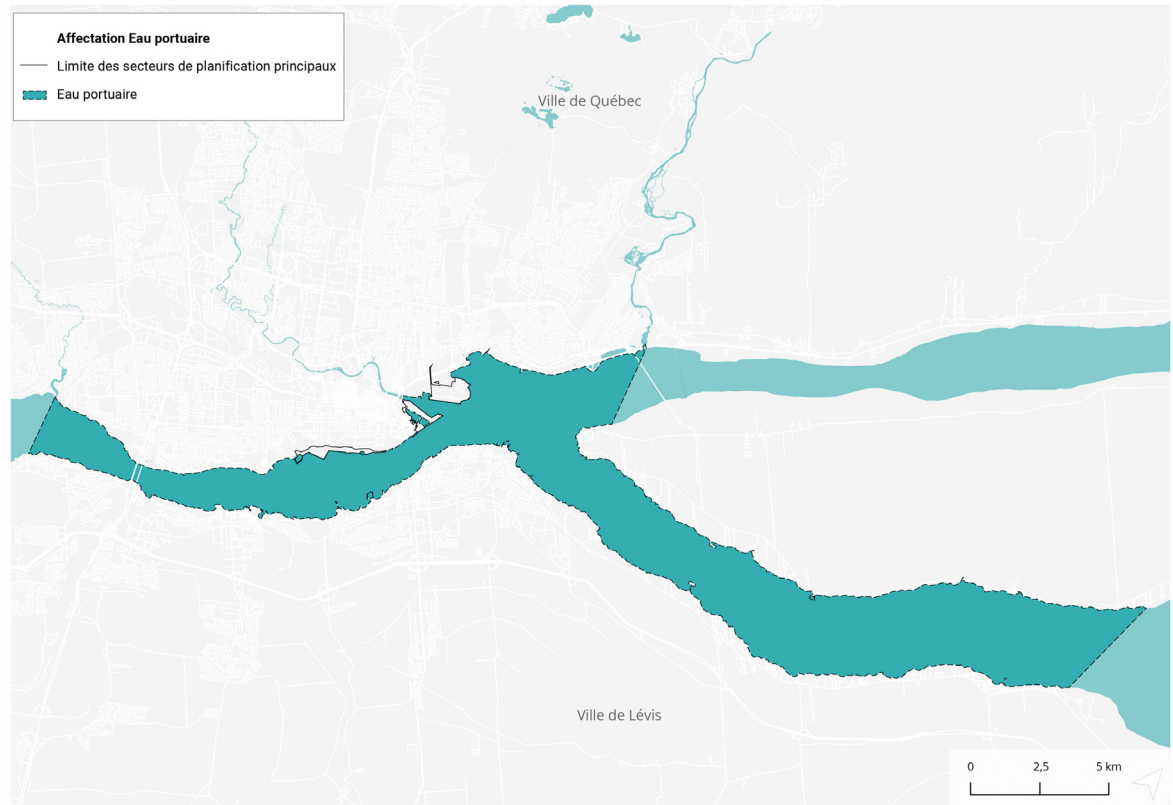 Affectation Eau portuaire
Limite des secteurs de planification principaux
Eau portuaire
Ville de Québec
Ville de Lévis
0 2,5 5 km